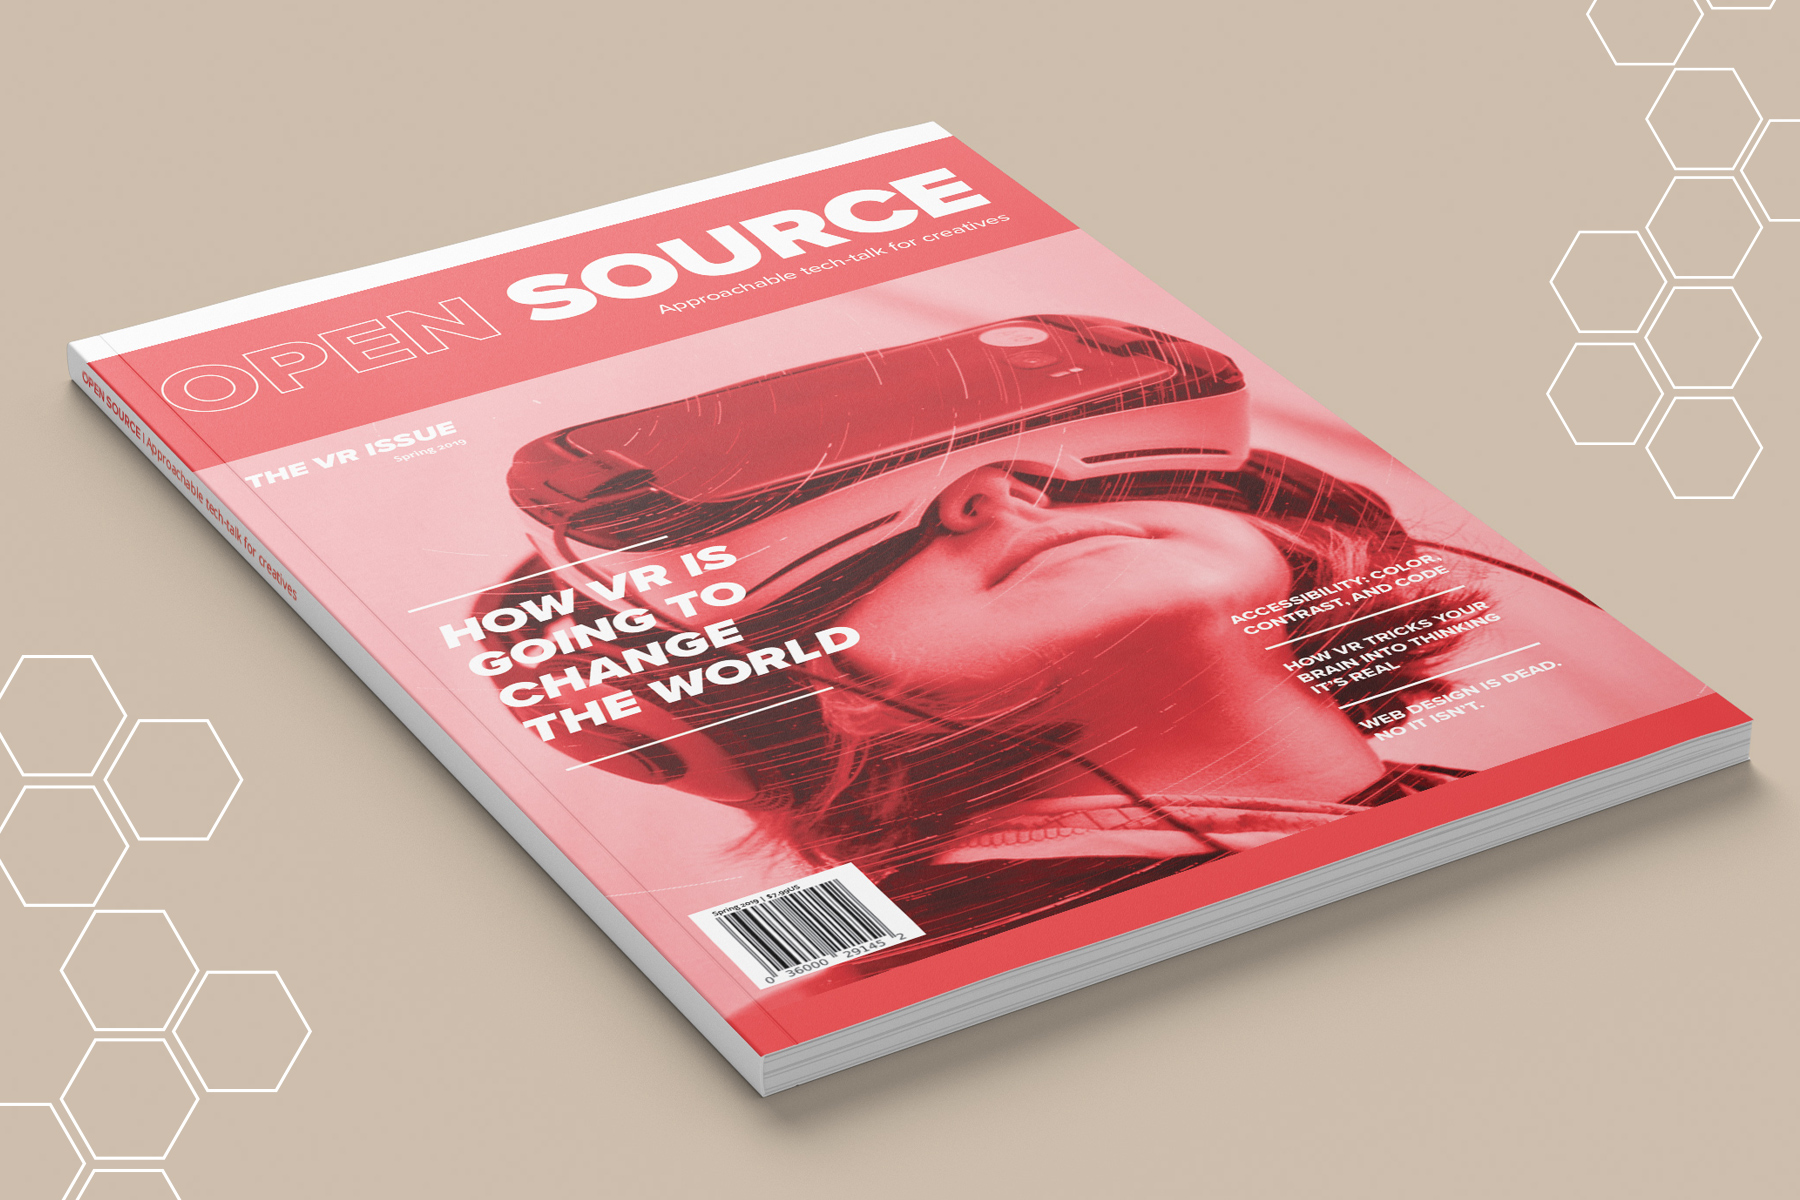 OPEN SOURCE
Approachable tech-talk for creatives
THE VR ISSUE
Spring 2019
HOW VR IS
GOING TO
CHANGE
THE WORLD
ACCESSIBILITY: COLOR,
CONTRAST, AND CODE
HOW VR TRICKS YOUR
BRAIN INTO THINKING
IT'S REAL
WEB DESIGN IS DEAD.
NO IT ISN'T.
Spring 2019 | $7.99US
0 36000 29145 2
OPEN SOURCE | Approachable tech-talk for creatives